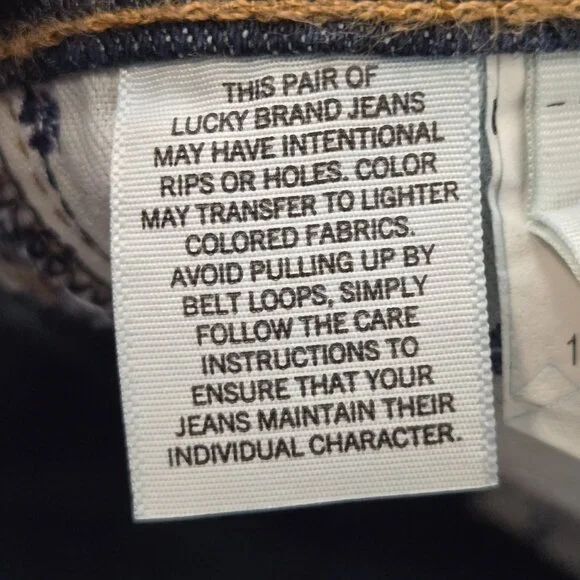 THIS PAIR OF
LUCKY BRAND JEANS
MAY HAVE INTENTIONAL
RIPS OR HOLES. COLOR
MAY TRANSFER TO LIGHTER
COLORED FABRICS.
AVOID PULLING UP BY
BELT LOOPS, SIMPLY
FOLLOW THE CARE
INSTRUCTIONS TO
ENSURE THAT YOUR
JEANS MAINTAIN THEIR
INDIVIDUAL CHARACTER.
1